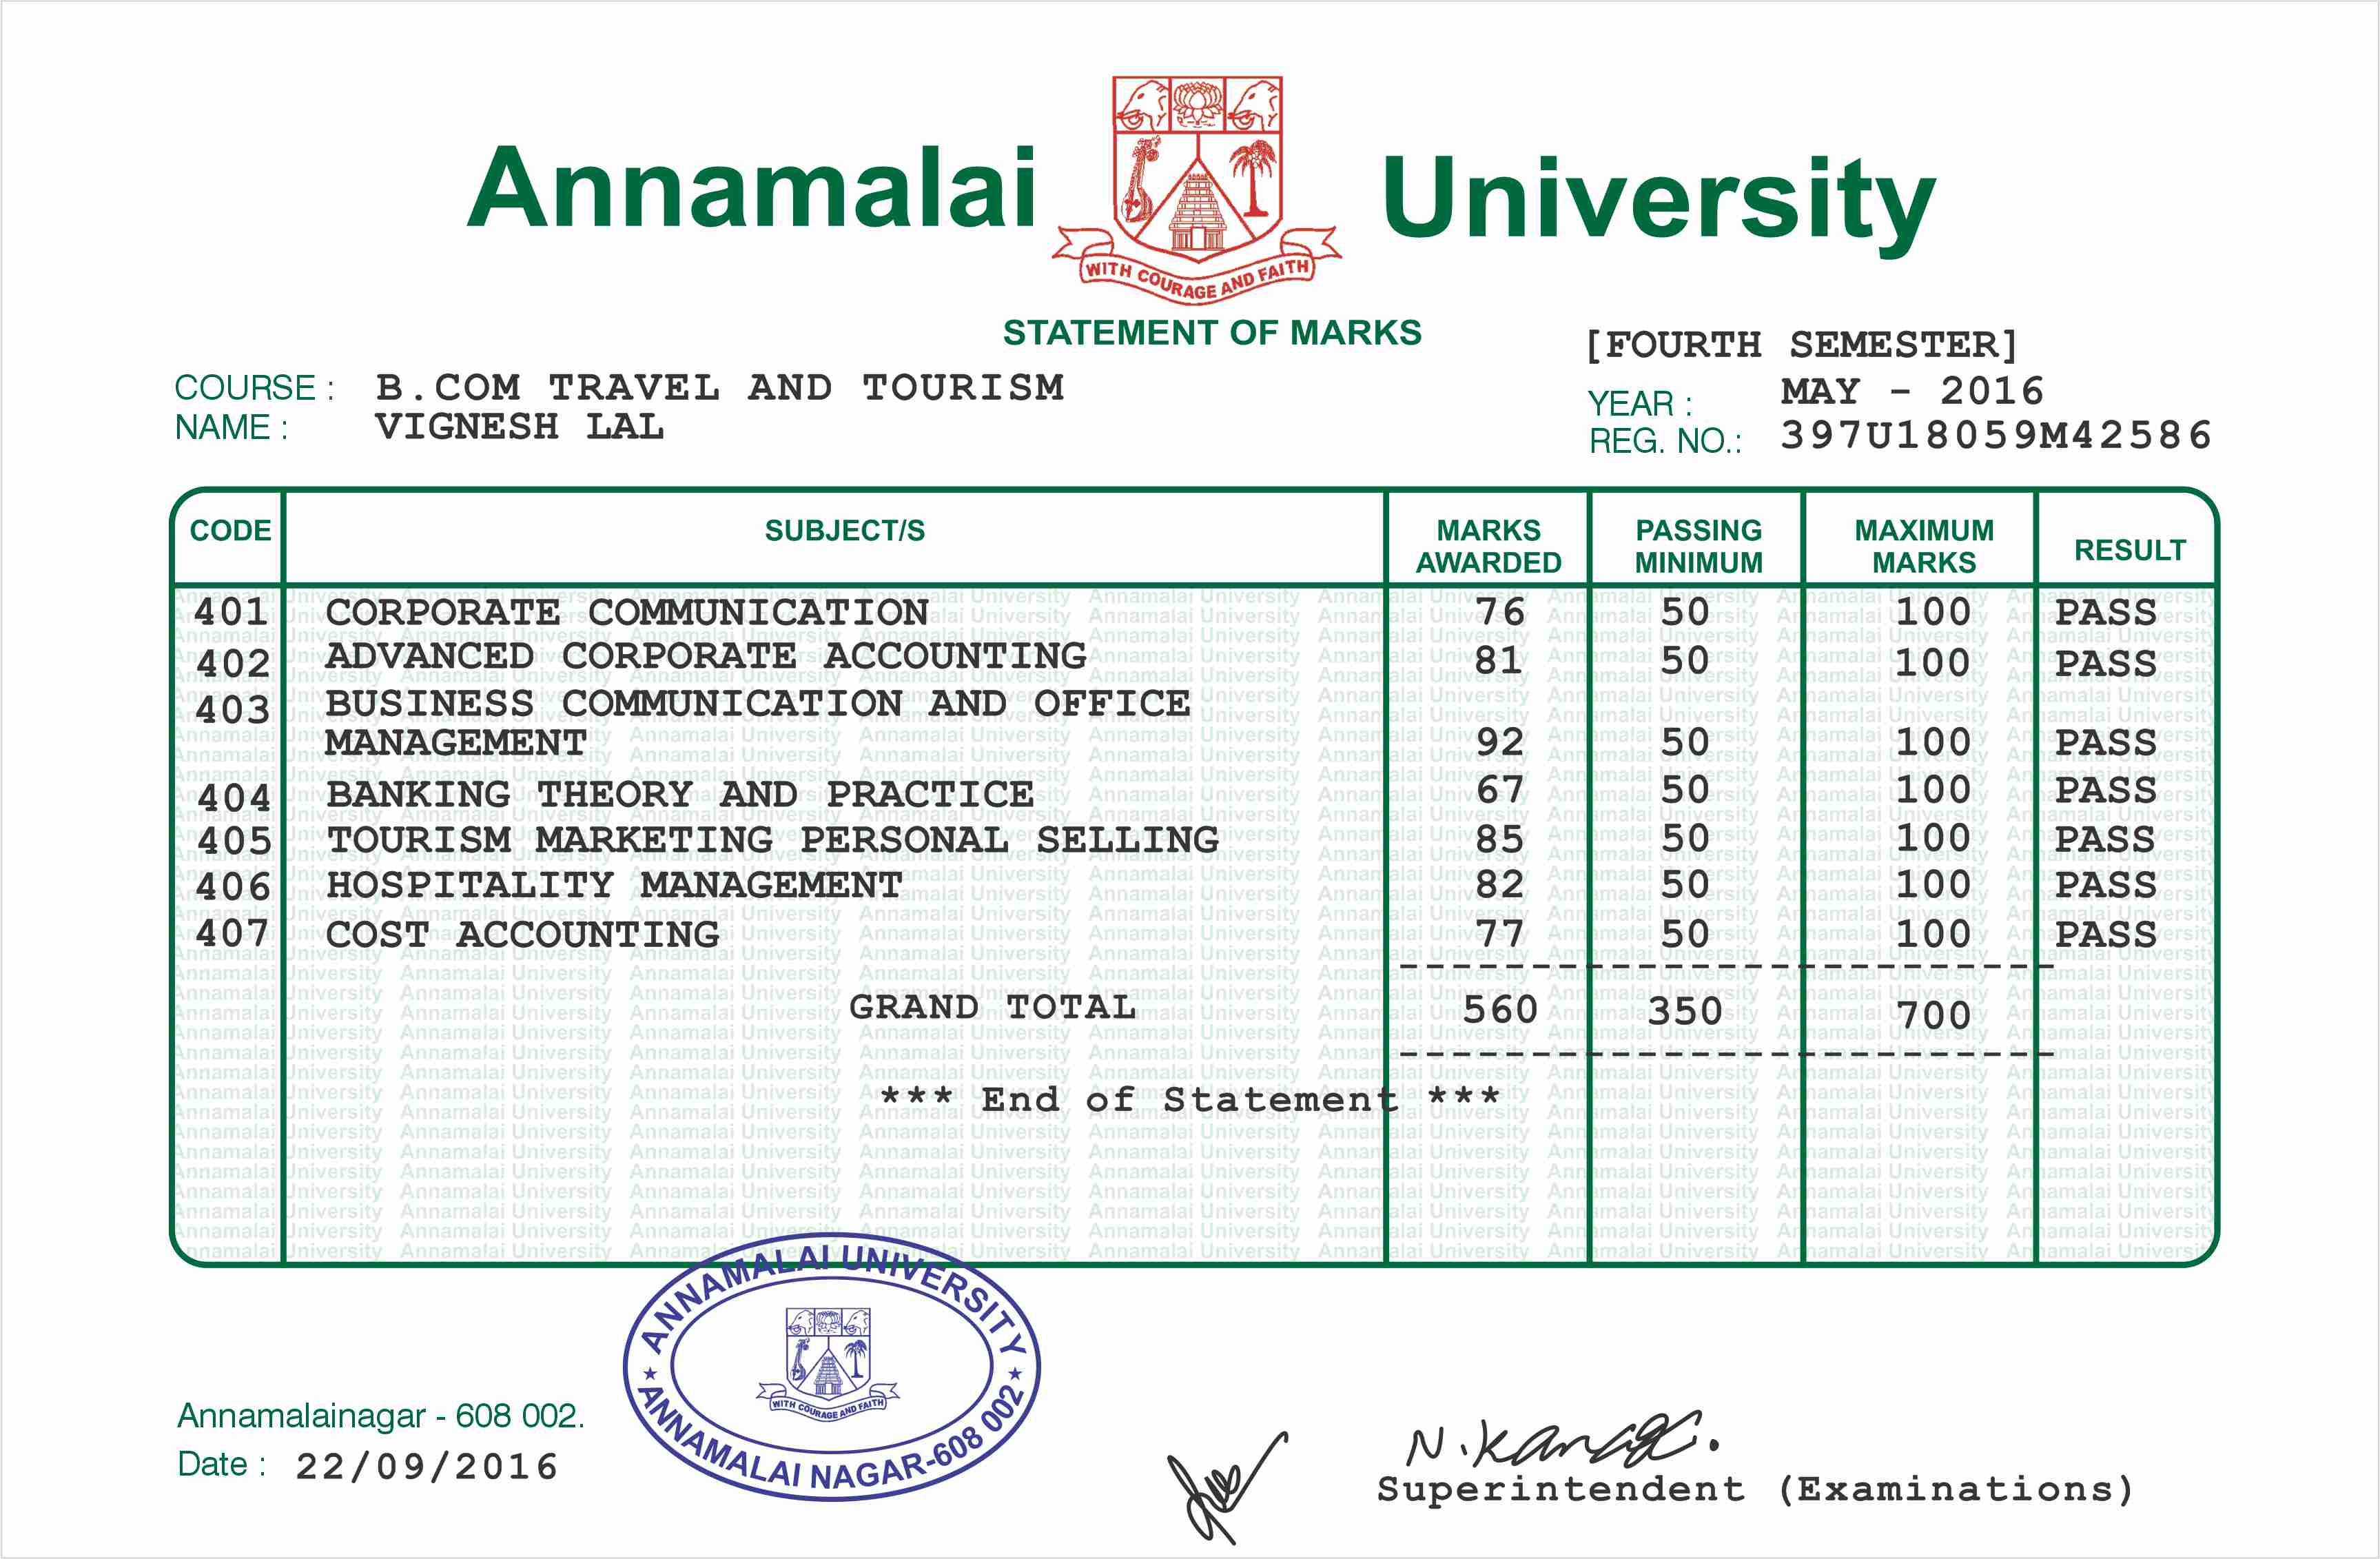 Annamalai University
WITH COURAGE AND FAITH
STATEMENT OF MARKS
[FOURTH SEMESTER]
COURSE : B.COM TRAVEL AND TOURISM
YEAR : MAY - 2016
NAME : VIGNESH LAL
REG. NO.: 397U18059M42586
CODE SUBJECT/S MARKS AWARDED PASSING MINIMUM MAXIMUM MARKS RESULT
401 CORPORATE COMMUNICATION 76 50 100 PASS
402 ADVANCED CORPORATE ACCOUNTING 81 50 100 PASS
403 BUSINESS COMMUNICATION AND OFFICE
MANAGEMENT 92 50 100 PASS
404 BANKING THEORY AND PRACTICE 67 50 100 PASS
405 TOURISM MARKETING PERSONAL SELLING 85 50 100 PASS
406 HOSPITALITY MANAGEMENT 82 50 100 PASS
407 COST ACCOUNTING 77 50 100 PASS
GRAND TOTAL 560 350 700
*** End of Statement ***
ANNAMALAI UNIVERSITY
WITH COURAGE AND FAITH
ANNAMALAI NAGAR-608 002
Annamalainagar - 608 002.
Date : 22/09/2016
Superintendent (Examinations)